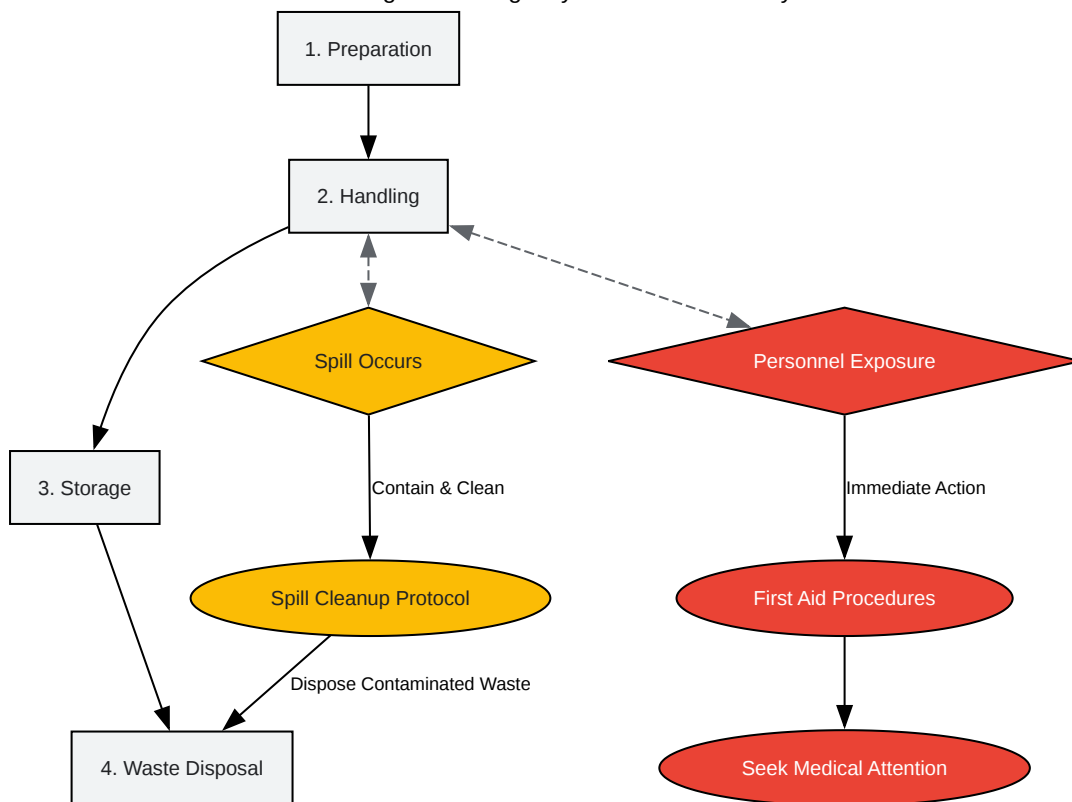 1. Preparation
2. Handling
Spill Occurs
Personnel Exposure
3. Storage
Contain & Clean
Immediate Action
Spill Cleanup Protocol
First Aid Procedures
Dispose Contaminated Waste
4. Waste Disposal
Seek Medical Attention